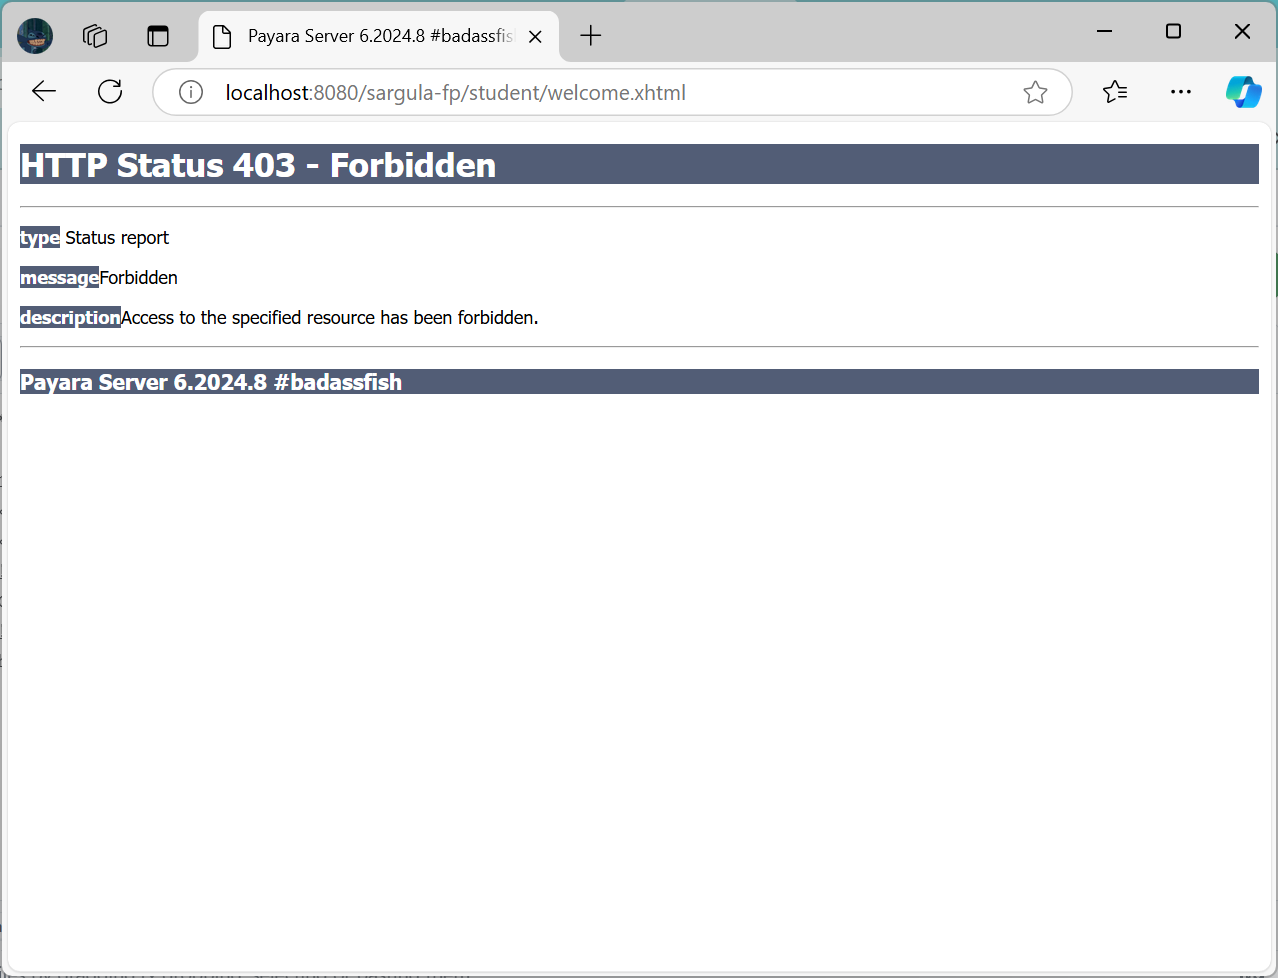 Payara Server 6.2024.8 #badassfis
localhost:8080/sargula-fp/student/welcome.xhtml
HTTP Status 403 - Forbidden
type Status report
messageForbidden
descriptionAccess to the specified resource has been forbidden.
Payara Server 6.2024.8 #badassfish